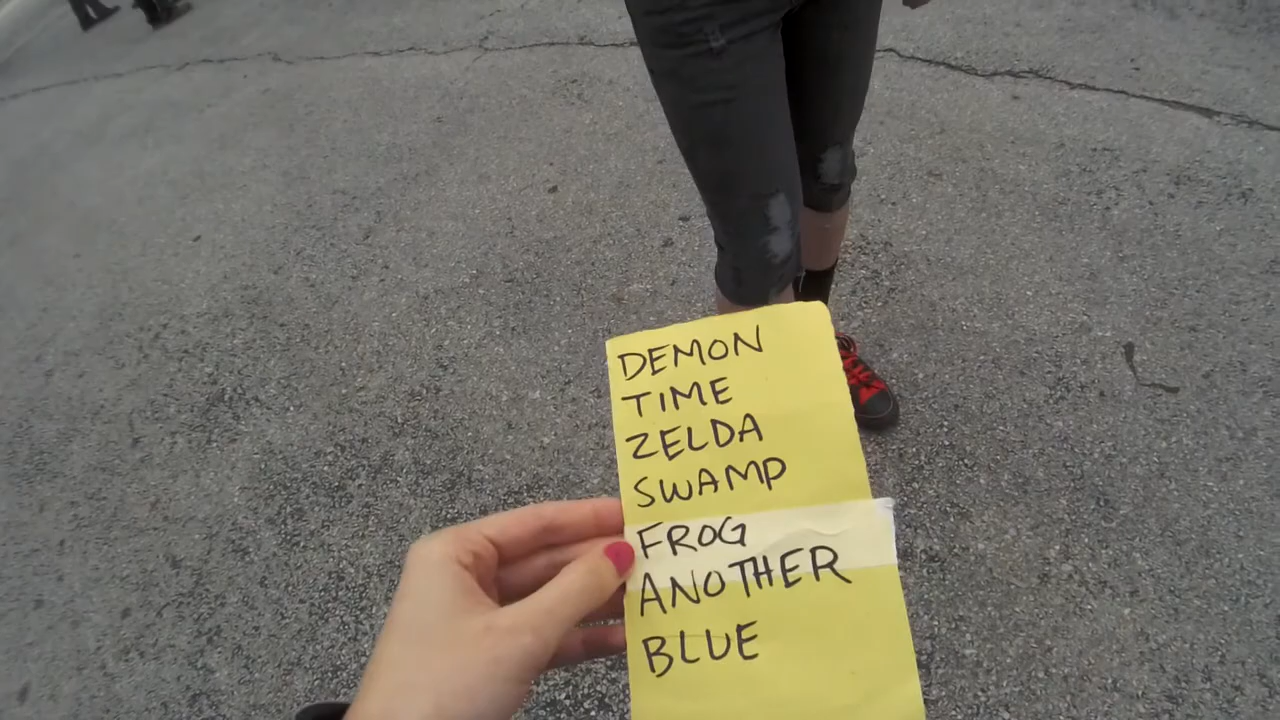 DEMON
TIME
ZELDA
SWAMP
FROG
ANOTHER
BLUE